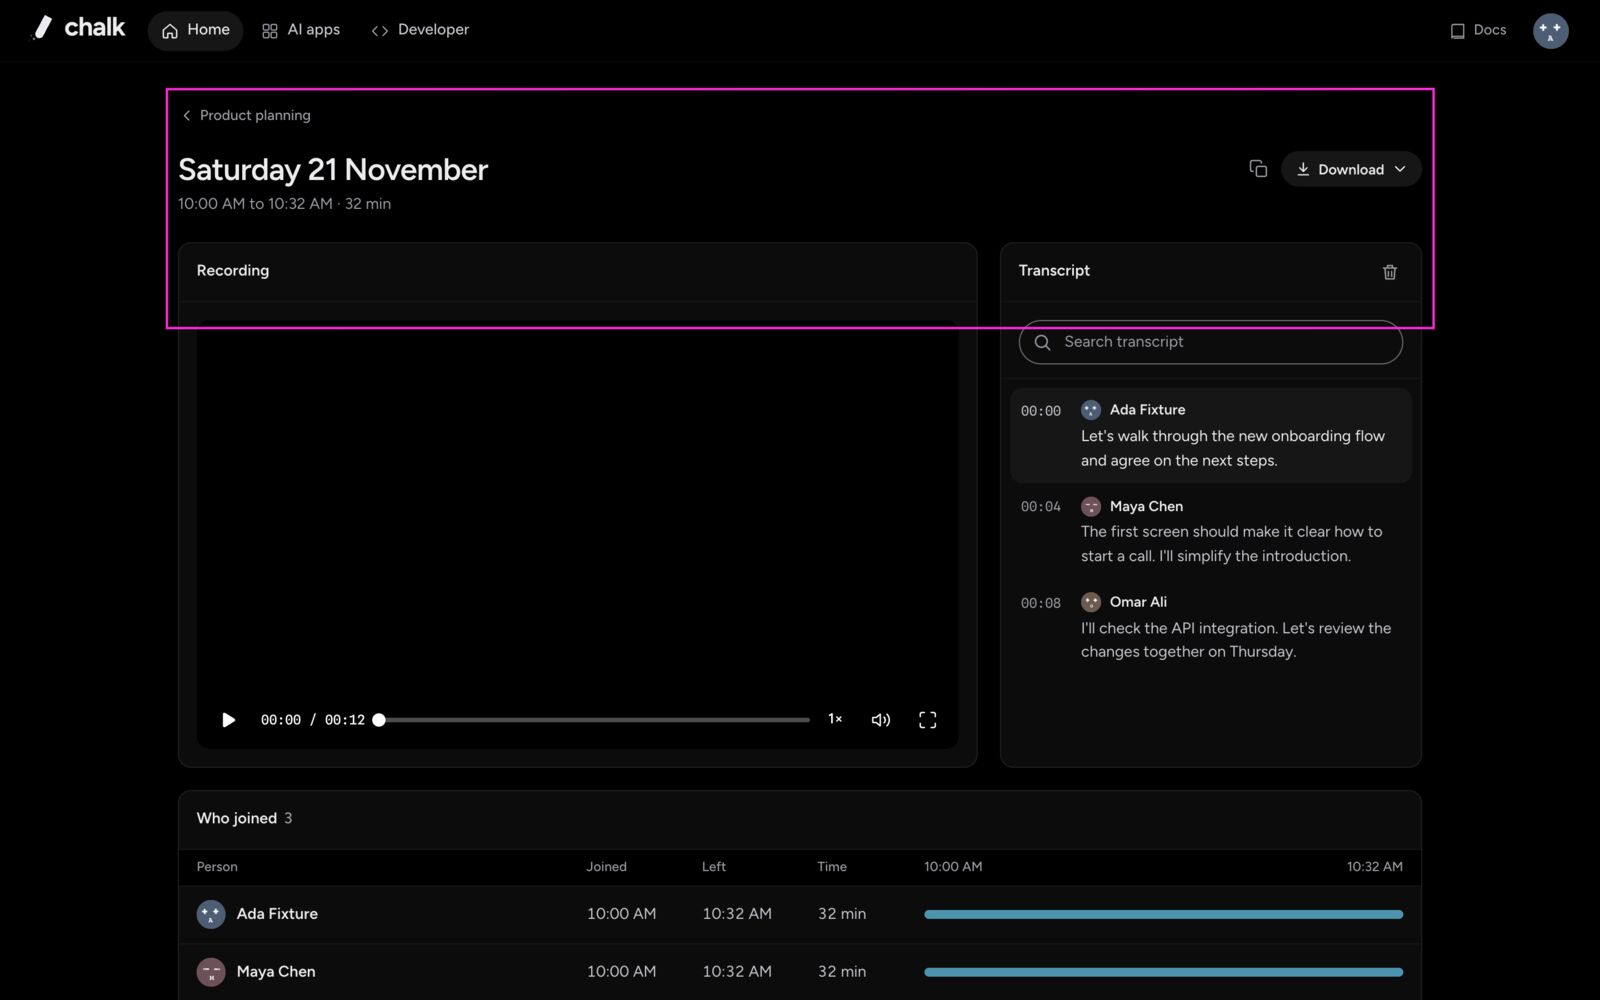 chalk
Home
AI apps
Developer
Docs
Product planning
Saturday 21 November
10:00 AM to 10:32 AM · 32 min
Download
Recording
00:00 / 00:12
1×
Transcript
Search transcript
00:00
Ada Fixture
Let's walk through the new onboarding flow
and agree on the next steps.
00:04
Maya Chen
The first screen should make it clear how to
start a call. I'll simplify the introduction.
00:08
Omar Ali
I'll check the API integration. Let's review the
changes together on Thursday.
Who joined 3
Person Joined Left Time 10:00 AM 10:32 AM
Ada Fixture 10:00 AM 10:32 AM 32 min
Maya Chen 10:00 AM 10:32 AM 32 min